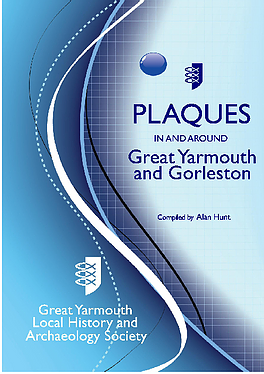 PLAQUES
IN AND AROUND
Great Yarmouth
and Gorleston
Compiled by Alan Hunt
Great Yarmouth
Local History and
Archaeology Society